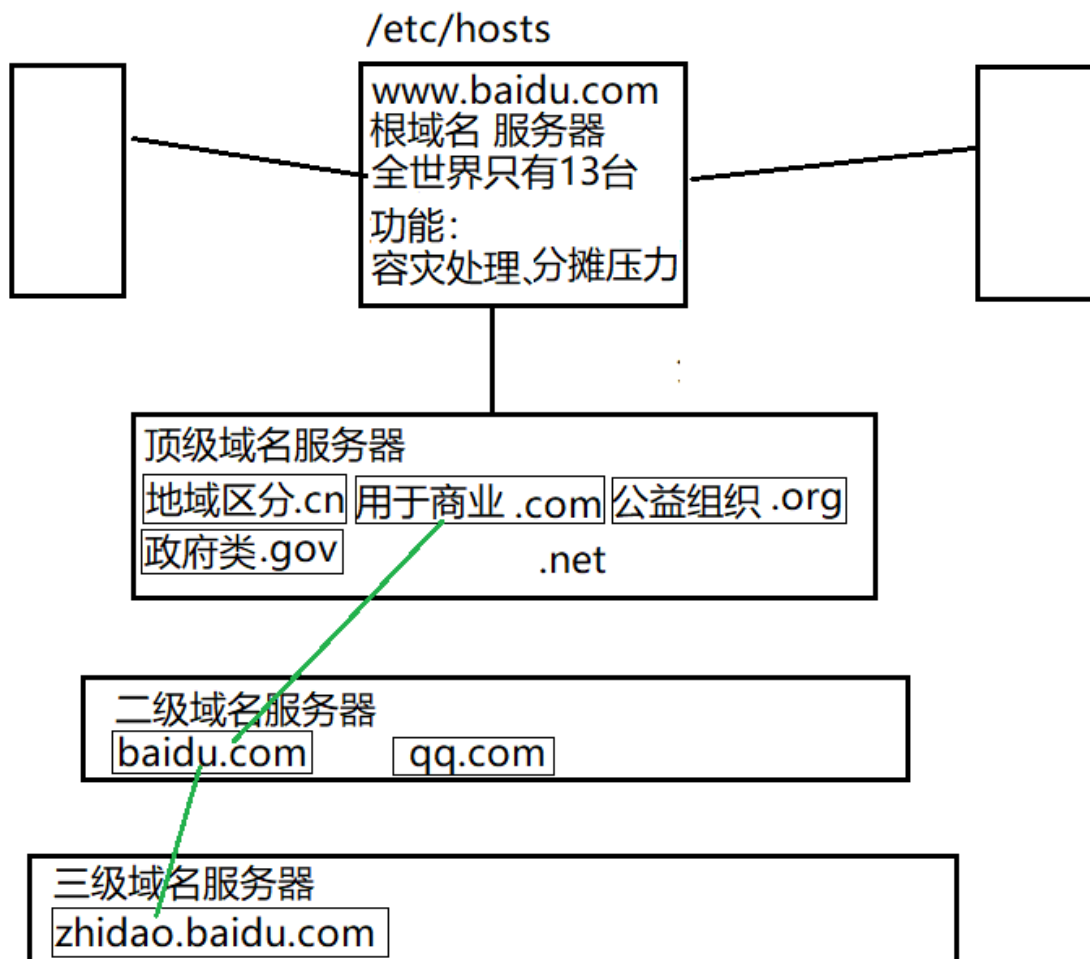 /etc/hosts
www.baidu.com
根域名 服务器
全世界只有13台
功能：
容灾处理、分摊压力
顶级域名服务器
地域区分.cn 用于商业 .com 公益组织 .org
政府类.gov .net
二级域名服务器
baidu.com qq.com
三级域名服务器
zhidao.baidu.com